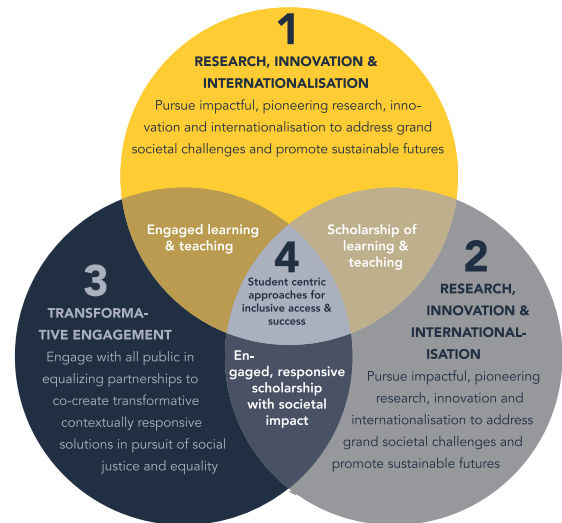 1
RESEARCH, INNOVATION &
INTERNATIONALISATION
Pursue impactful, pioneering research, inno-
vation and internationalisation to address grand
societal challenges and promote sustainable futures
Engaged learning
& teaching
Scholarship of
learning &
teaching
4
Student centric
approaches for
inclusive access &
success
3
TRANSFORMA-
TIVE ENGAGEMENT
Engage with all public in
equalizing partnerships to
co-create transformative
contextually responsive
solutions in pursuit of social
justice and equality
2
RESEARCH,
INNOVATION &
INTERNATIONAL-
ISATION
Pursue impactful, pioneering
research, innovation and
internationalisation to address
grand societal challenges and
promote sustainable futures
En-
gaged, responsive
scholarship
with societal
impact